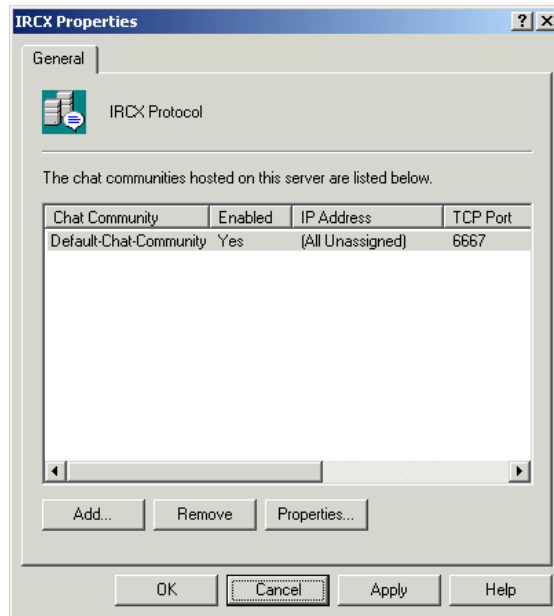 IRCX Properties
General
IRCX Protocol
The chat communities hosted on this server are listed below.
Chat Community Enabled IP Address TCP Port
Default-Chat-Community Yes (All Unassigned) 6667
Add... Remove Properties...
OK Cancel Apply Help